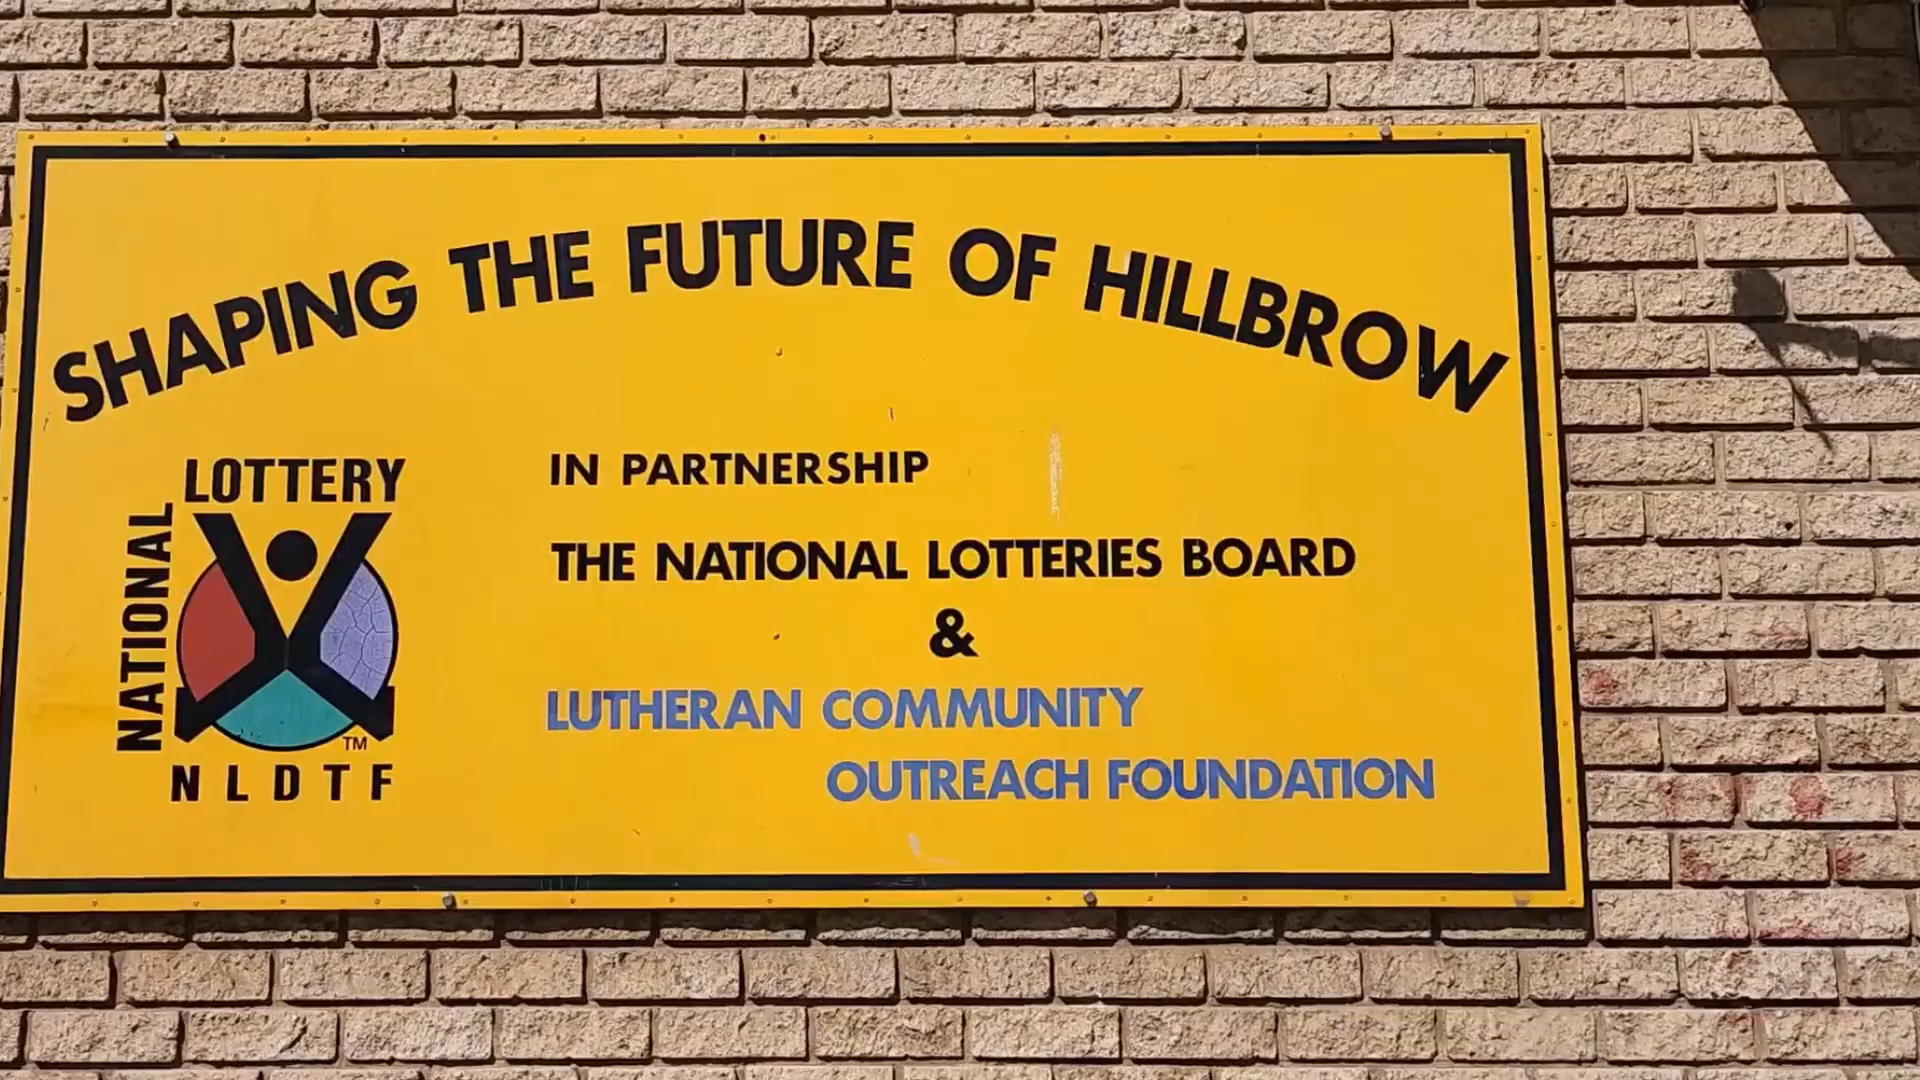 SHAPING THE FUTURE OF HILLBROW
LOTTERY
NATIONAL
TM
NLDTF
IN PARTNERSHIP
THE NATIONAL LOTTERIES BOARD
&
LUTHERAN COMMUNITY
OUTREACH FOUNDATION